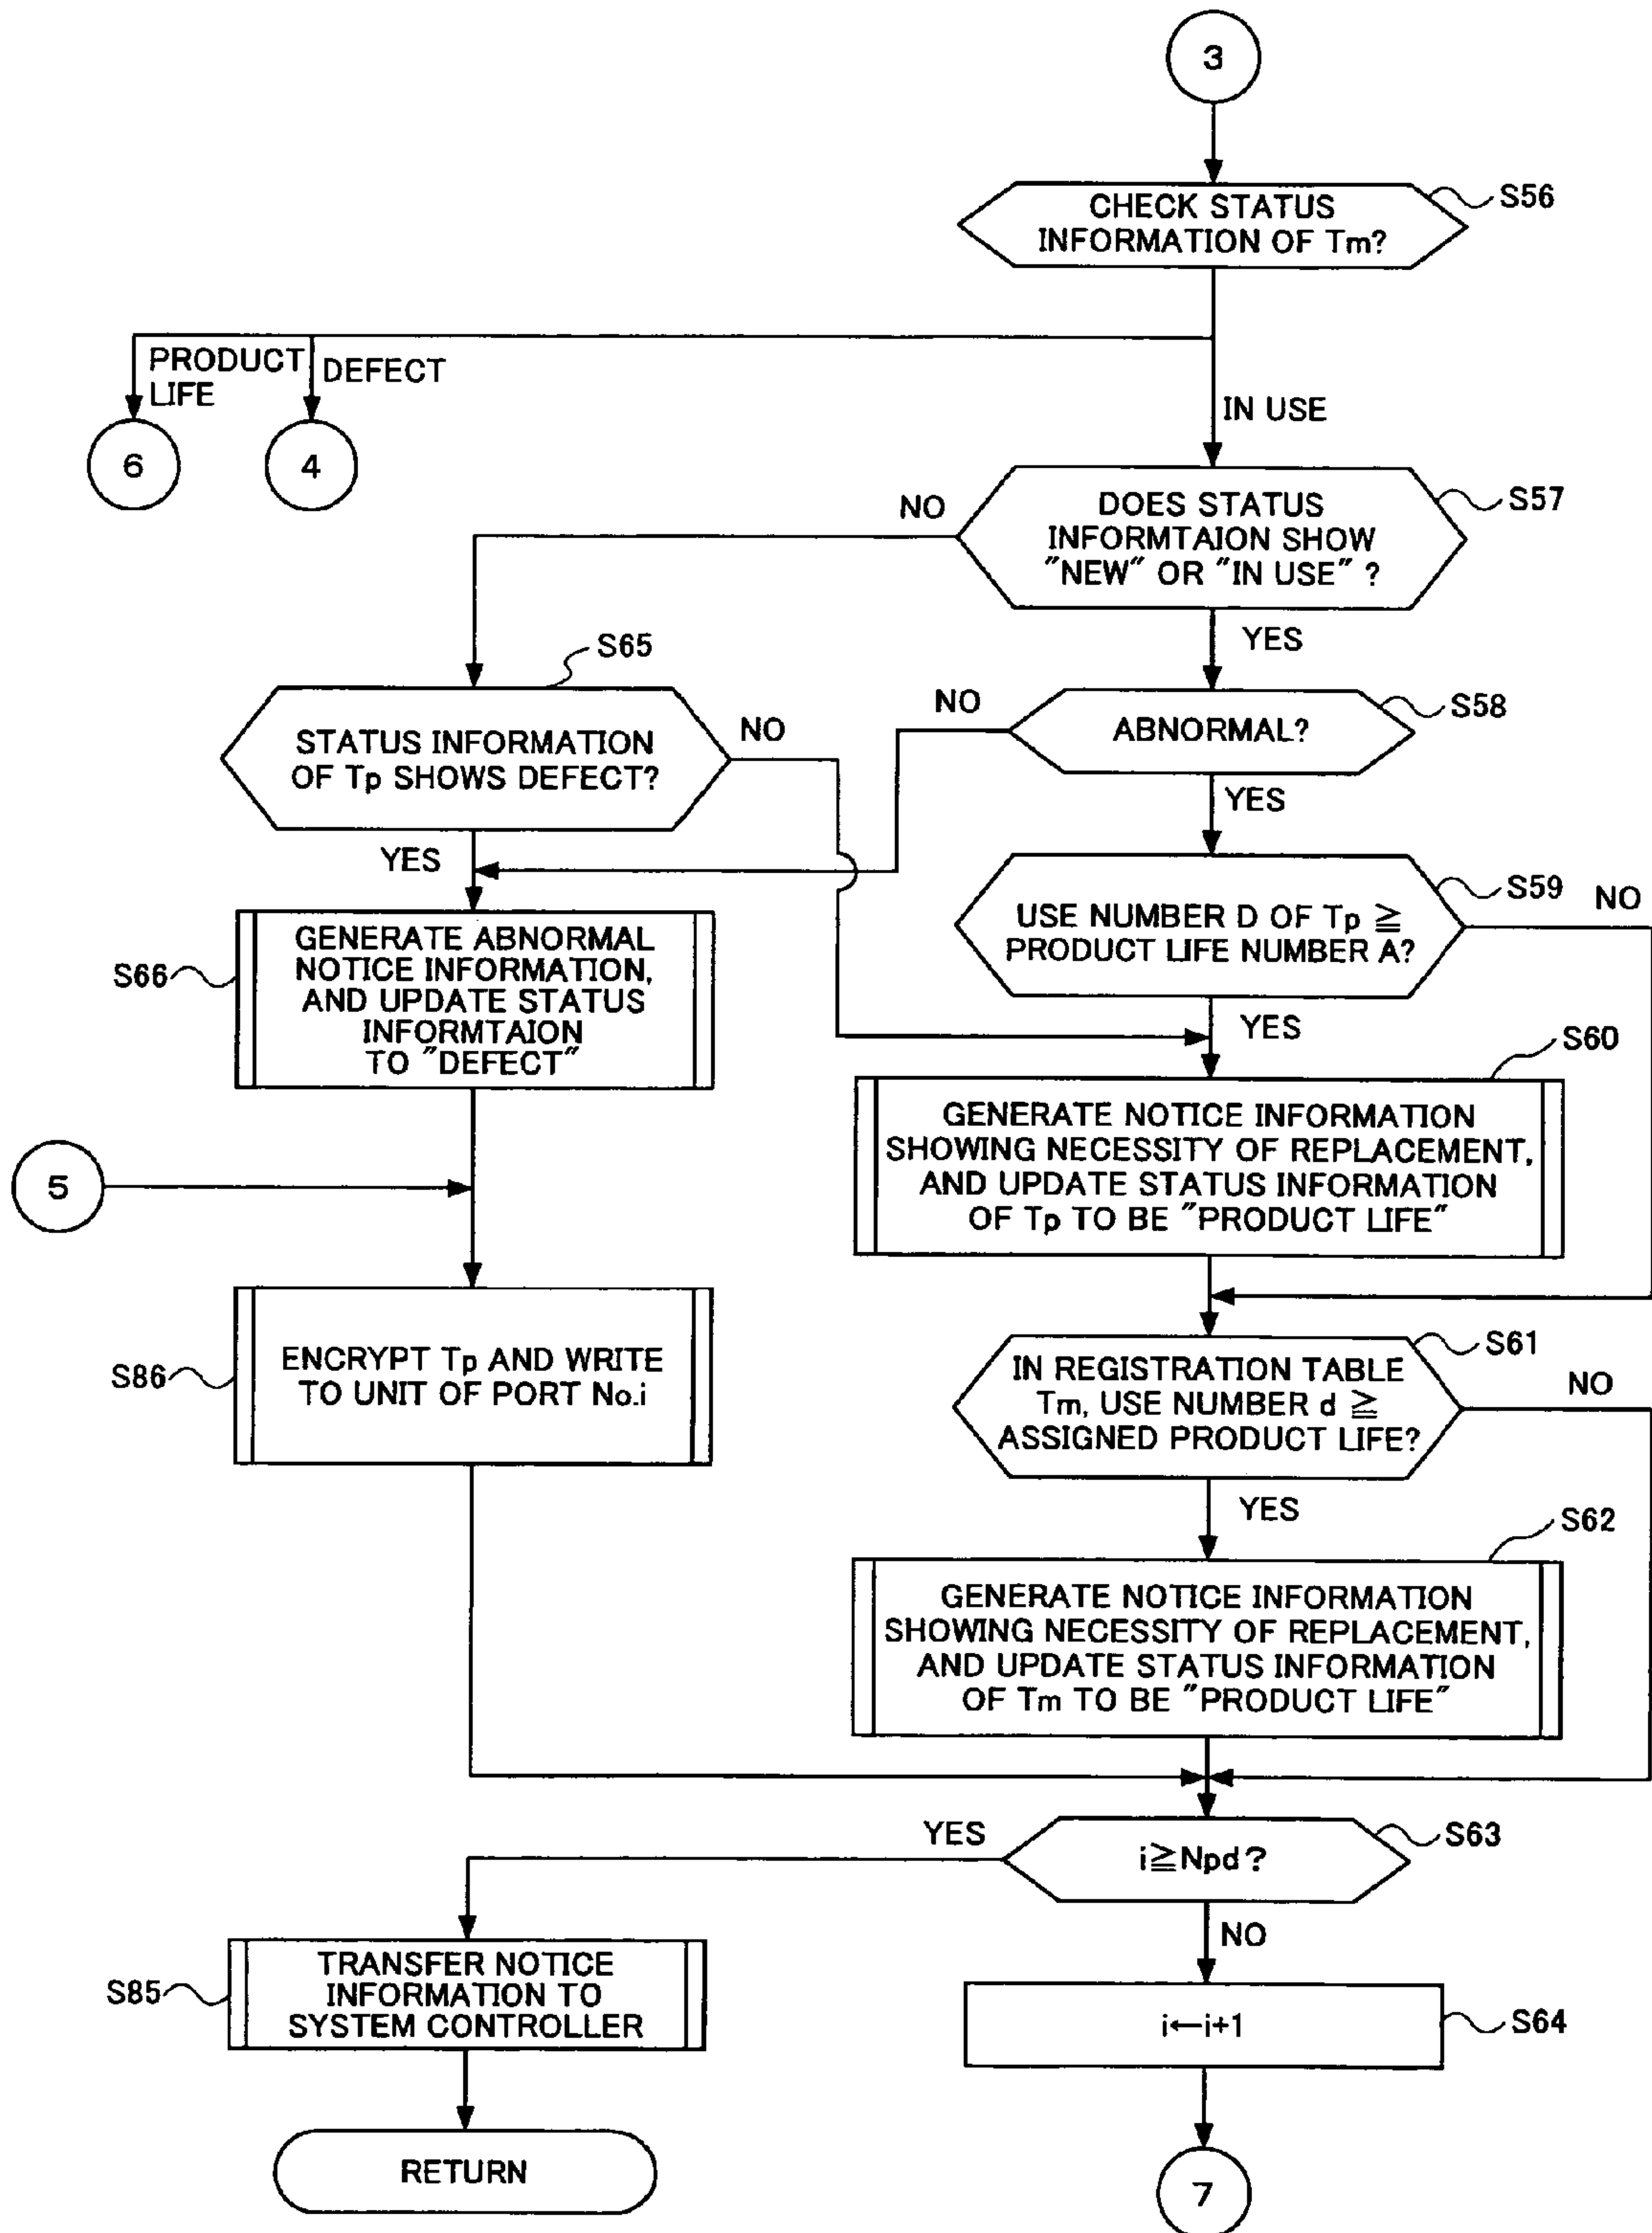 3
CHECK STATUS
INFORMATION OF Tm?
S56
PRODUCT
LIFE
DEFECT
IN USE
6
4
NO
DOES STATUS
INFORMTAION SHOW
"NEW" OR "IN USE" ?
S57
YES
S65
STATUS INFORMATION
OF Tp SHOWS DEFECT?
NO
NO
ABNORMAL?
S58
YES
YES
USE NUMBER D OF Tp ≧
PRODUCT LIFE NUMBER A?
S59
NO
YES
S66
GENERATE ABNORMAL
NOTICE INFORMATION,
AND UPDATE STATUS
INFORMTAION
TO "DEFECT"
S60
GENERATE NOTICE INFORMATION
SHOWING NECESSITY OF REPLACEMENT,
AND UPDATE STATUS INFORMATION
OF Tp TO BE "PRODUCT LIFE"
5
S86
ENCRYPT Tp AND WRITE
TO UNIT OF PORT No.i
S61
IN REGISTRATION TABLE
Tm, USE NUMBER d ≧
ASSIGNED PRODUCT LIFE?
NO
YES
S62
GENERATE NOTICE INFORMATION
SHOWING NECESSITY OF REPLACEMENT,
AND UPDATE STATUS INFORMATION
OF Tm TO BE "PRODUCT LIFE"
YES
i≧Npd?
S63
NO
S85
TRANSFER NOTICE
INFORMATION TO
SYSTEM CONTROLLER
i←i+1
S64
RETURN
7